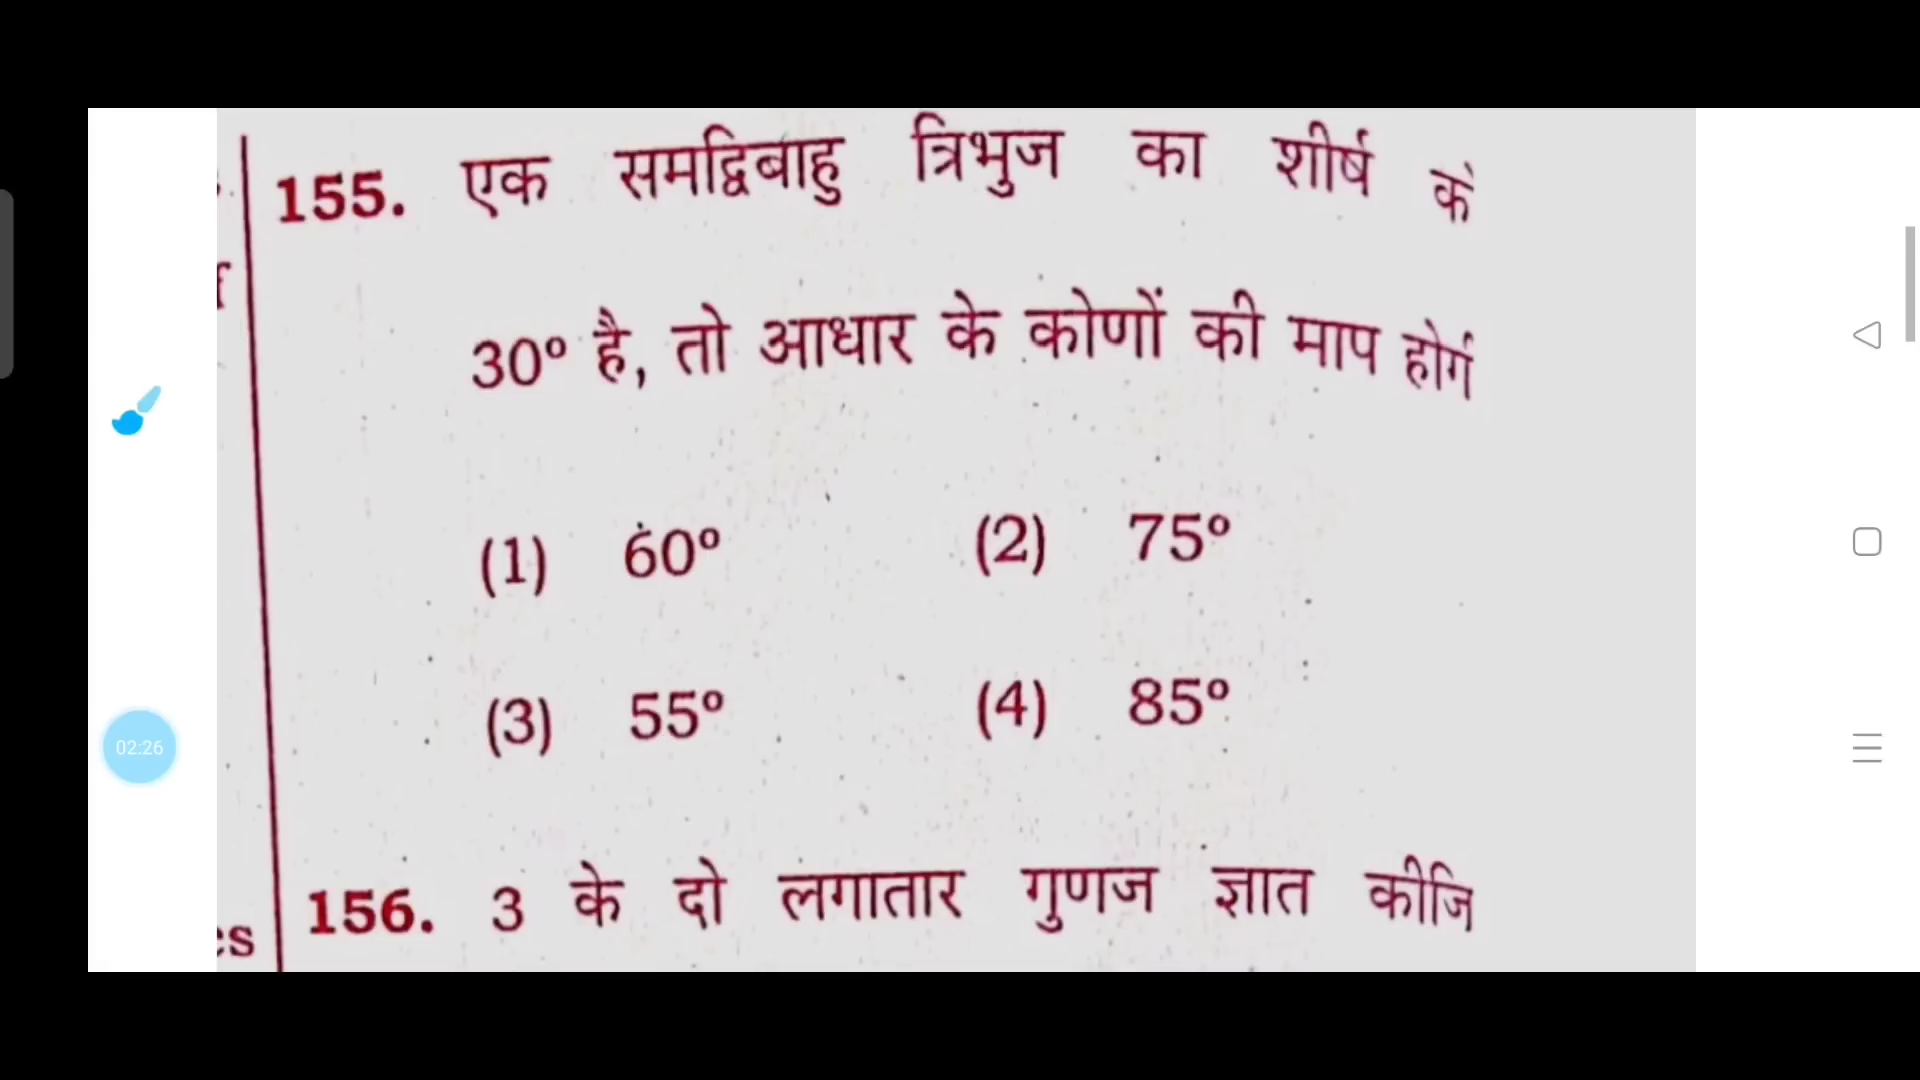 155. एक समद्विबाहु त्रिभुज का शीर्ष
30° है, तो आधार के कोणों की माप
(1) 60° (2) 75°
(3) 55° (4) 85°
02:26
156. 3 के दो लगातार गुणज ज्ञात
cs